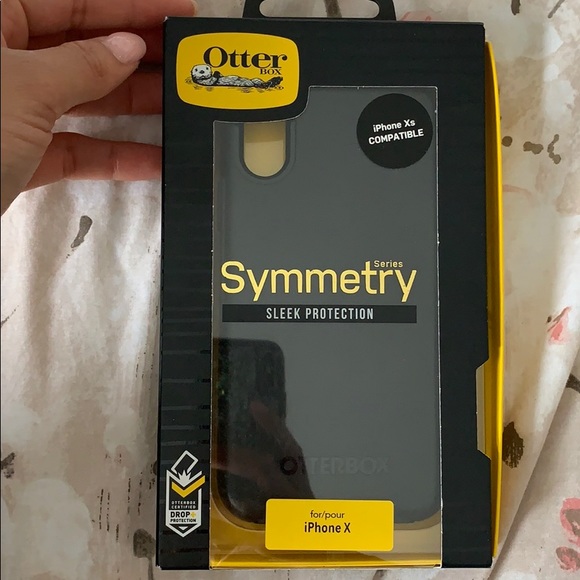 Otter
BOX
iPhone Xs
COMPATIBLE
Series
Symmetry
SLEEK PROTECTION
OTTERBOX
OTTERBOX
CERTIFIED
DROP+
PROTECTION
for/pour
iPhone X